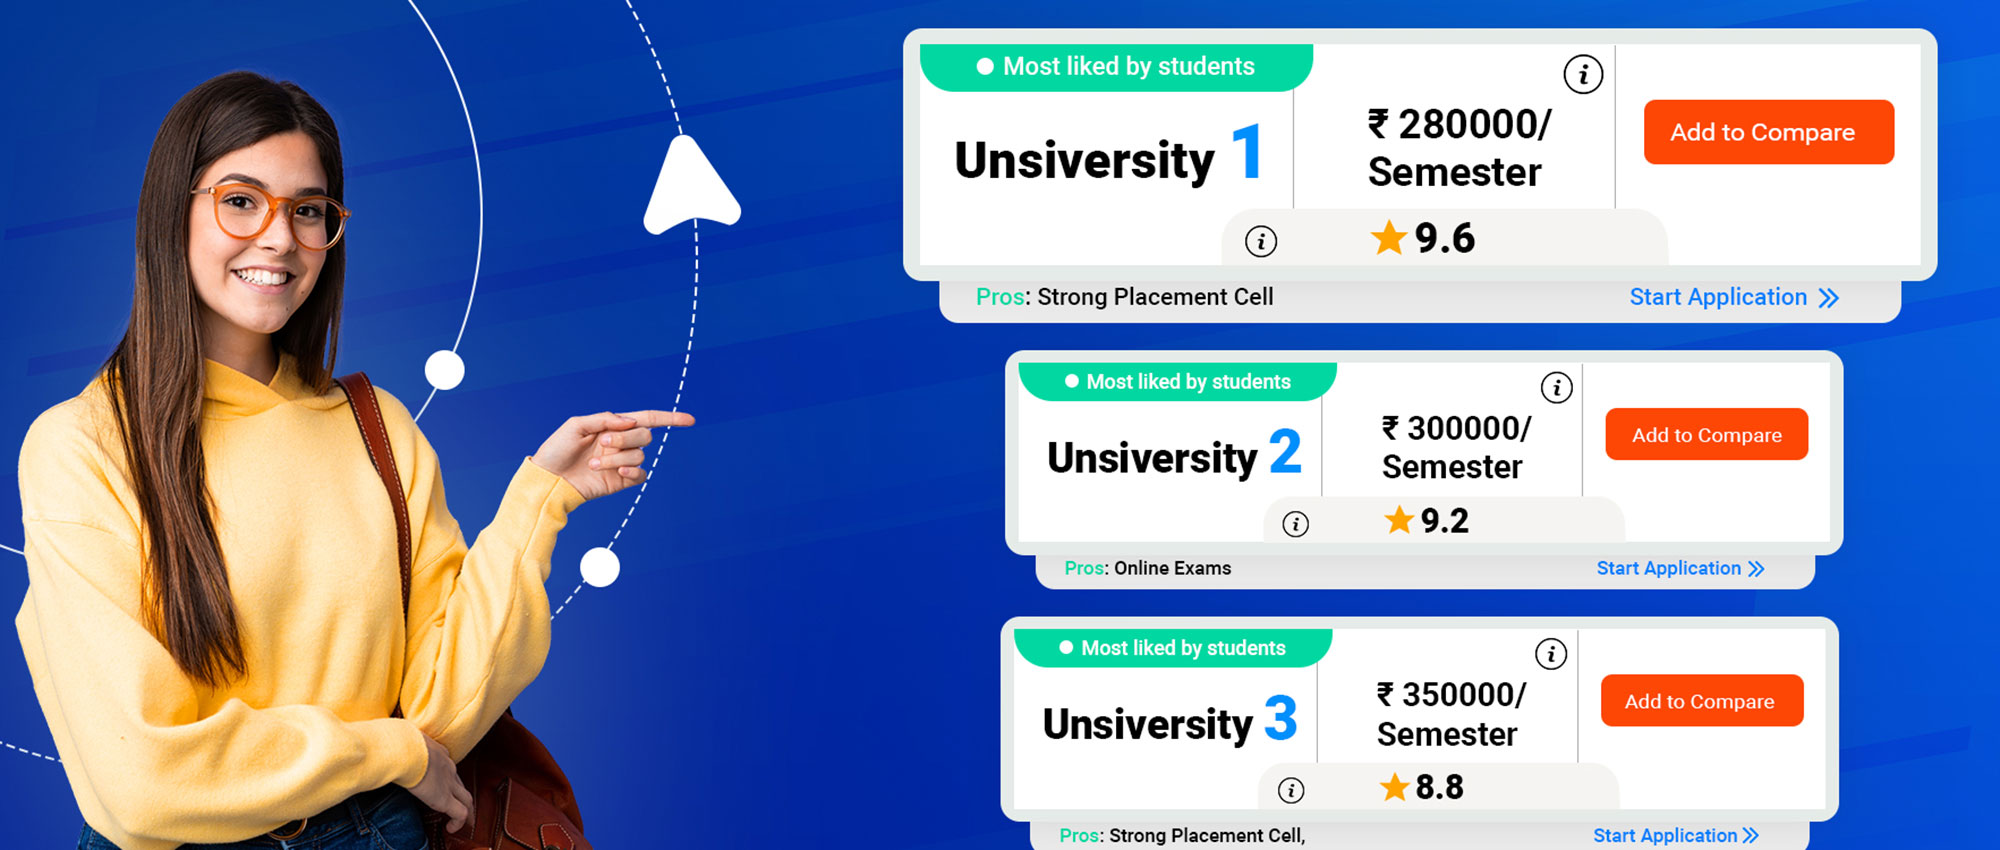 Most liked by students
Unsiversity 1
₹ 280000/
Semester
Add to Compare
9.6
Pros: Strong Placement Cell
Start Application
Most liked by students
Unsiversity 2
₹ 300000/
Semester
Add to Compare
9.2
Pros: Online Exams
Start Application
Most liked by students
Unsiversity 3
₹ 350000/
Semester
Add to Compare
8.8
Pros: Strong Placement Cell,
Start Application